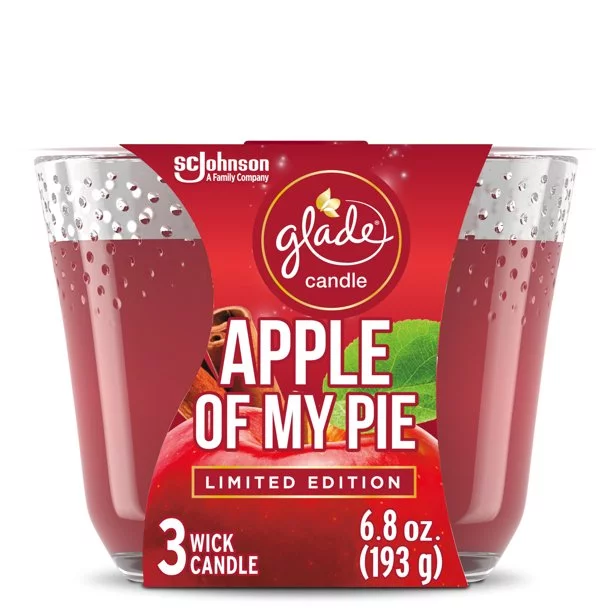 scJohnson
A Family Company
glade®
candle
APPLE
OF MY PIE
LIMITED EDITION
3 WICK
CANDLE
6.8 oz.
(193 g)